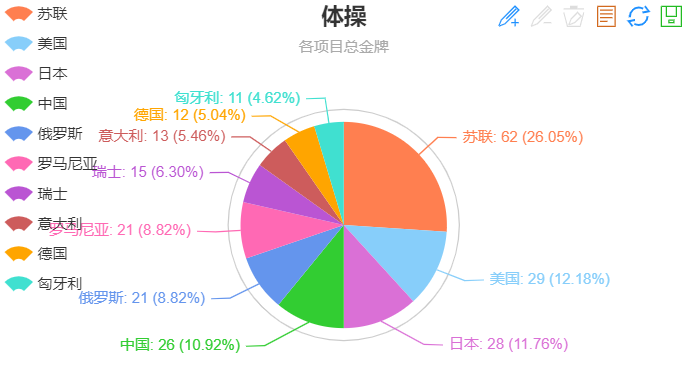 体操
各项目总金牌
苏联
美国
日本
中国
俄罗斯
罗马尼亚
瑞士
意大利
德国
匈牙利
匈牙利: 11 (4.62%)
德国: 12 (5.04%)
意大利: 13 (5.46%)
瑞士: 15 (6.30%)
罗马尼亚: 21 (8.82%)
俄罗斯: 21 (8.82%)
中国: 26 (10.92%)
苏联: 62 (26.05%)
美国: 29 (12.18%)
日本: 28 (11.76%)